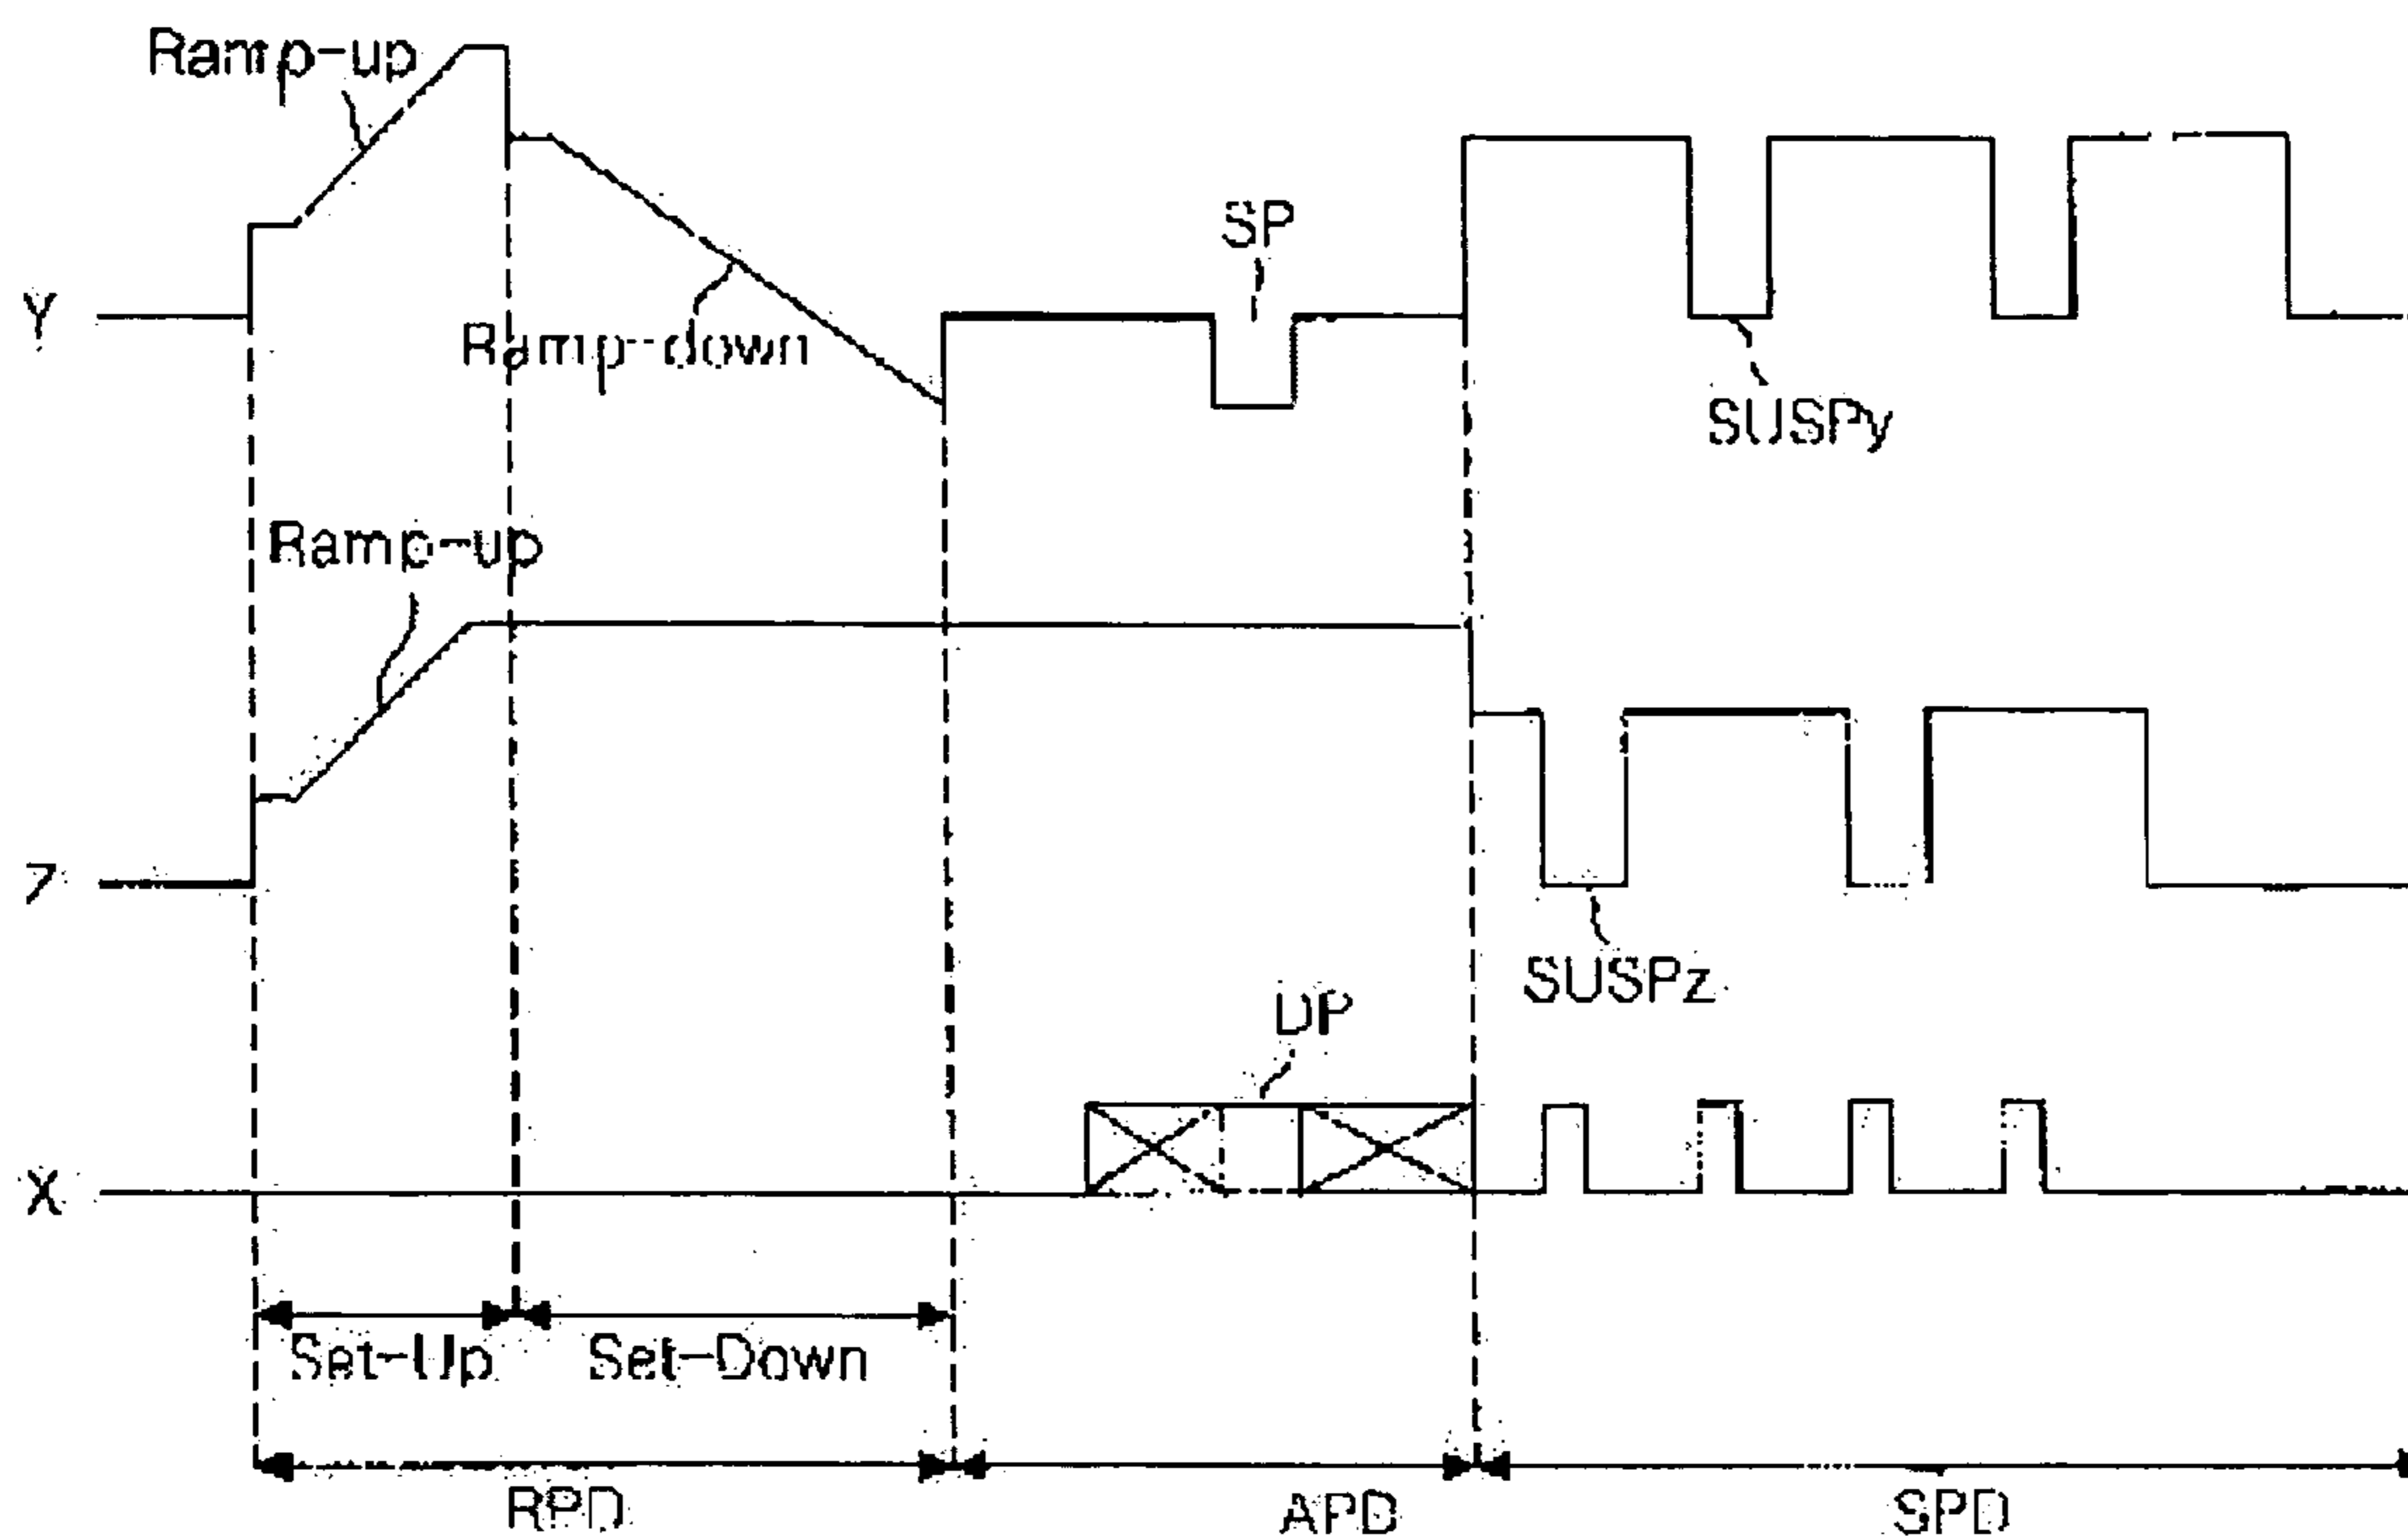 Ramp-up
SP
Y
Ramp-down
SUSPy
Ramp-up
Z
SUSPz
DP
X
Set-Up
Set-Down
RPD
APD
SPD